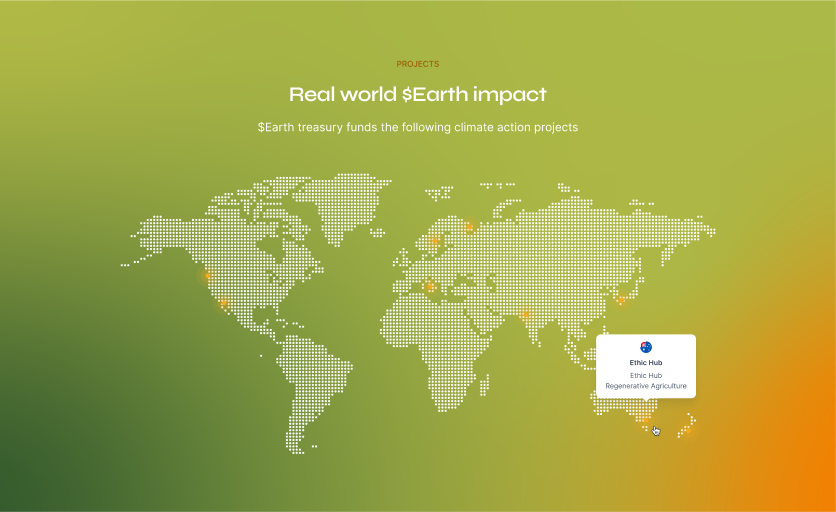 PROJECTS
Real world $Earth impact
$Earth treasury funds the following climate action projects
Ethic Hub
Ethic Hub
Regenerative Agriculture